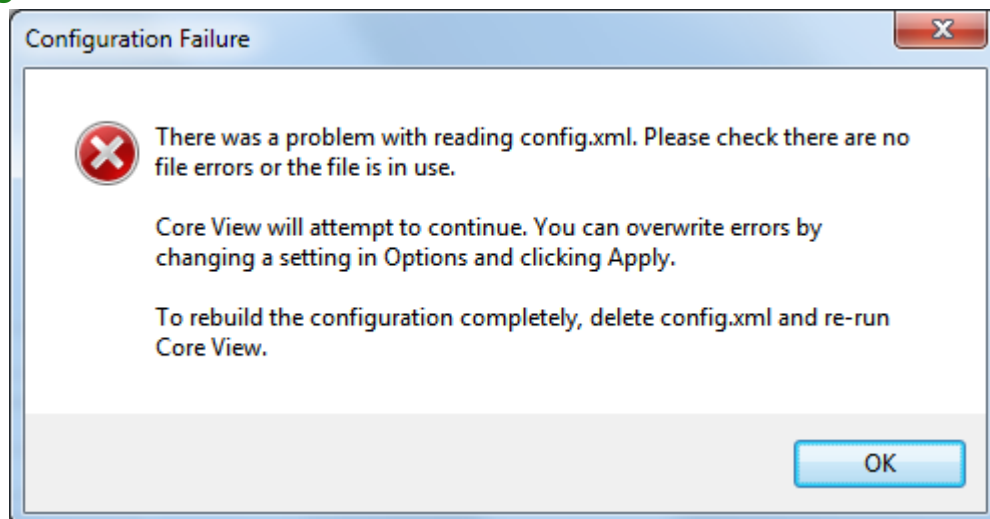 Configuration Failure
There was a problem with reading config.xml. Please check there are no
file errors or the file is in use.
Core View will attempt to continue. You can overwrite errors by
changing a setting in Options and clicking Apply.
To rebuild the configuration completely, delete config.xml and re-run
Core View.
OK